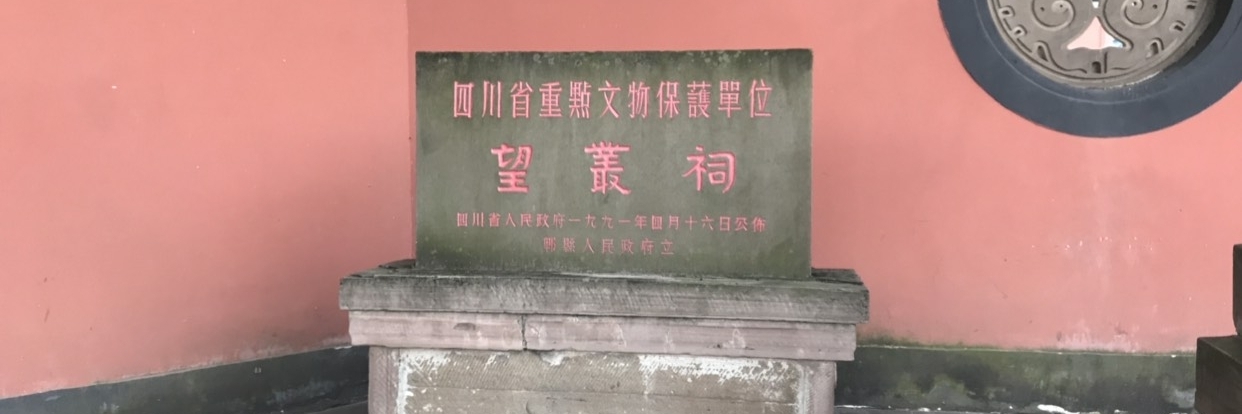 四川省重點文物保護單位
望叢祠
四川省人民政府一九九一年四月十六日公佈
郫縣人民政府立